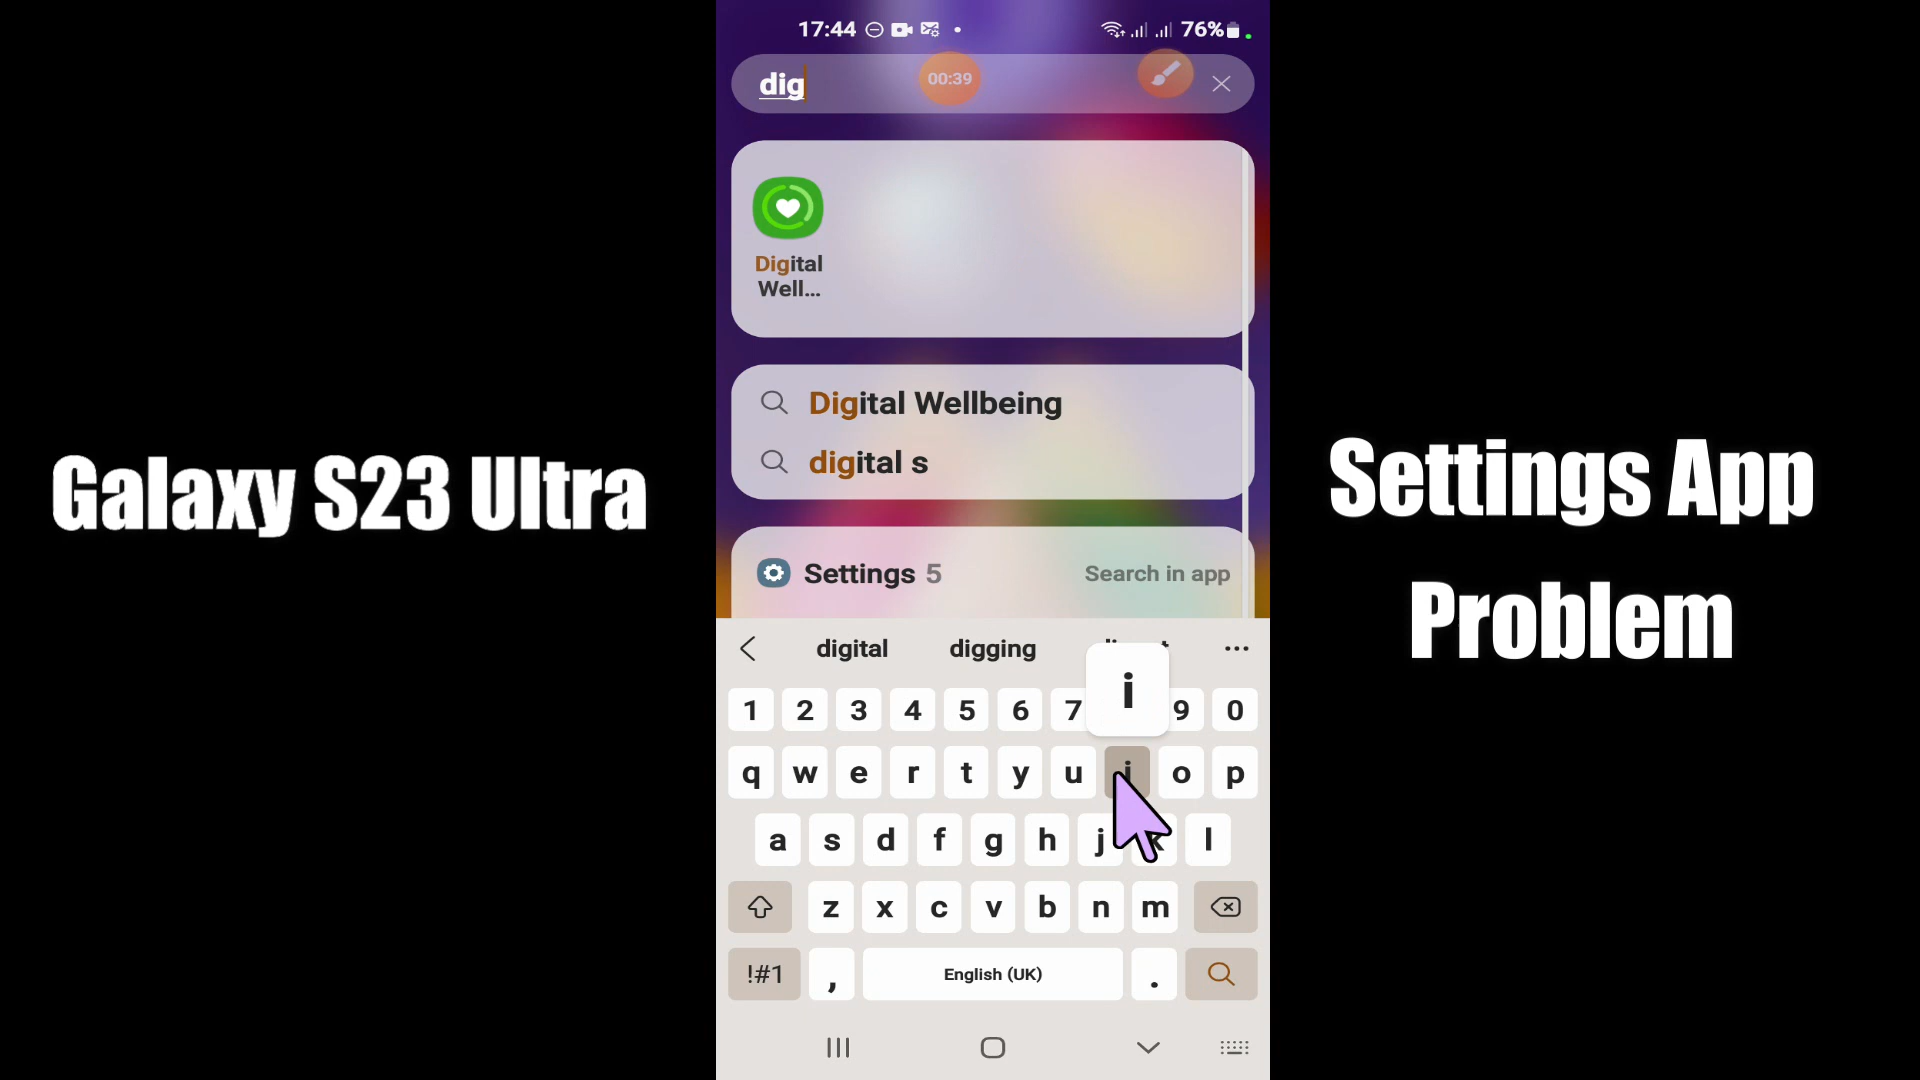 17:44
76%
dig
00:39
Digital
Well...
Digital Wellbeing
digital s
Settings 5
Search in app
Galaxy S23 Ultra
Settings App
Problem
digital digging
i
1 2 3 4 5 6 7 9 0
q w e r t y u i o p
a s d f g h j k l
z x c v b n m
!#1 , English (UK) .